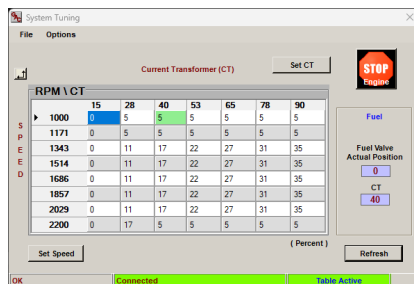 System Tuning
File Options
Current Transformer (CT)
Set CT
STOP
Engine
RPM \ CT
15 28 40 53 65 78 90
1000 0 5 5 5 5 5 5
1171 0 5 5 5 5 5 5
1343 0 11 17 22 27 31 35
1514 0 11 17 22 27 31 35
1686 0 11 17 22 27 31 35
1857 0 11 17 22 27 31 35
2029 0 11 17 22 27 31 35
2200 0 17 5 5 5 5 5
S
P
E
E
D
( Percent )
Set Speed
Fuel
Fuel Valve
Actual Position
0
CT
40
Refresh
OK
Connected
Table Active